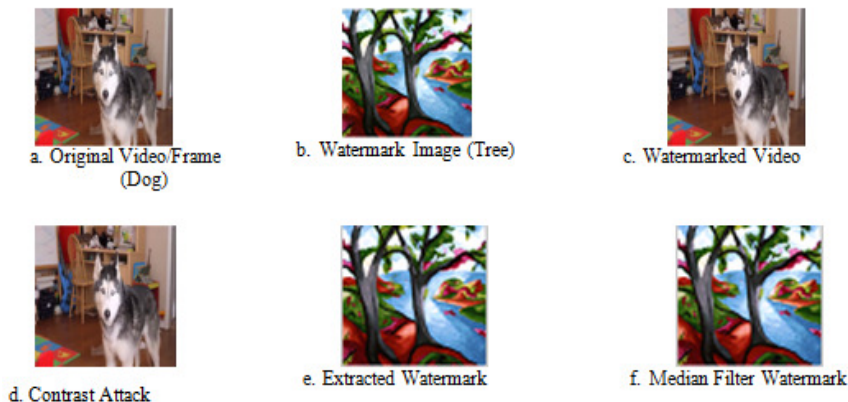 a. Original Video/Frame
(Dog)
b. Watermark Image (Tree)
c. Watermarked Video
d. Contrast Attack
e. Extracted Watermark
f. Median Filter Watermark